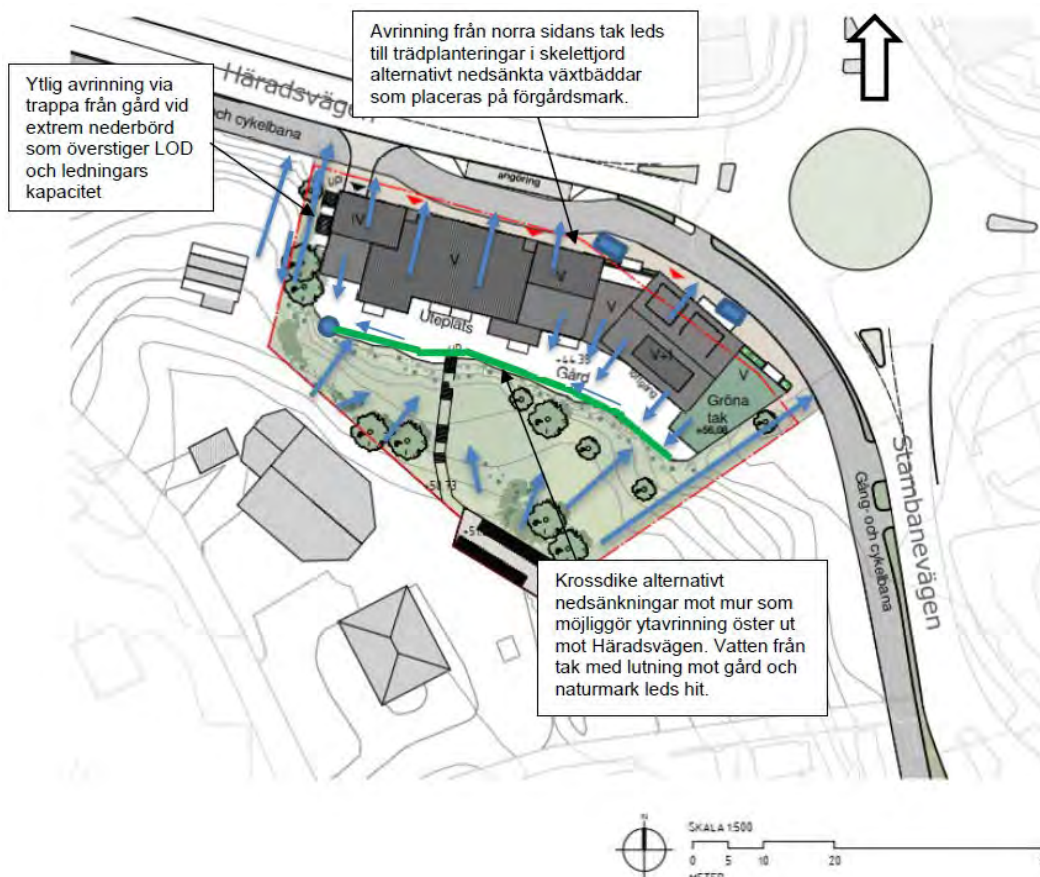 Avrinning från norra sidans tak leds
till trädplanteringar i skelettjord
alternativt nedsänkta växtbäddar
som placeras på förgårdsmark.
Ytlig avrinning via
trappa från gård vid
extrem nederbörd
som överstiger LOD
och ledningars
kapacitet
Häradsvägen
och cykelbana
angöring
up
IV
V
V
V
Uteplats
up
+44.35
Gård
V+1
V
Gröna
tak
+56,08
Stambanevägen
Gång- och cykelbana
Krossdike alternativt
nedsänkningar mot mur som
möjliggör ytavrinning öster ut
mot Häradsvägen. Vatten från
tak med lutning mot gård och
naturmark leds hit.
N
SKALA 1:500
0 5 10 20
METER